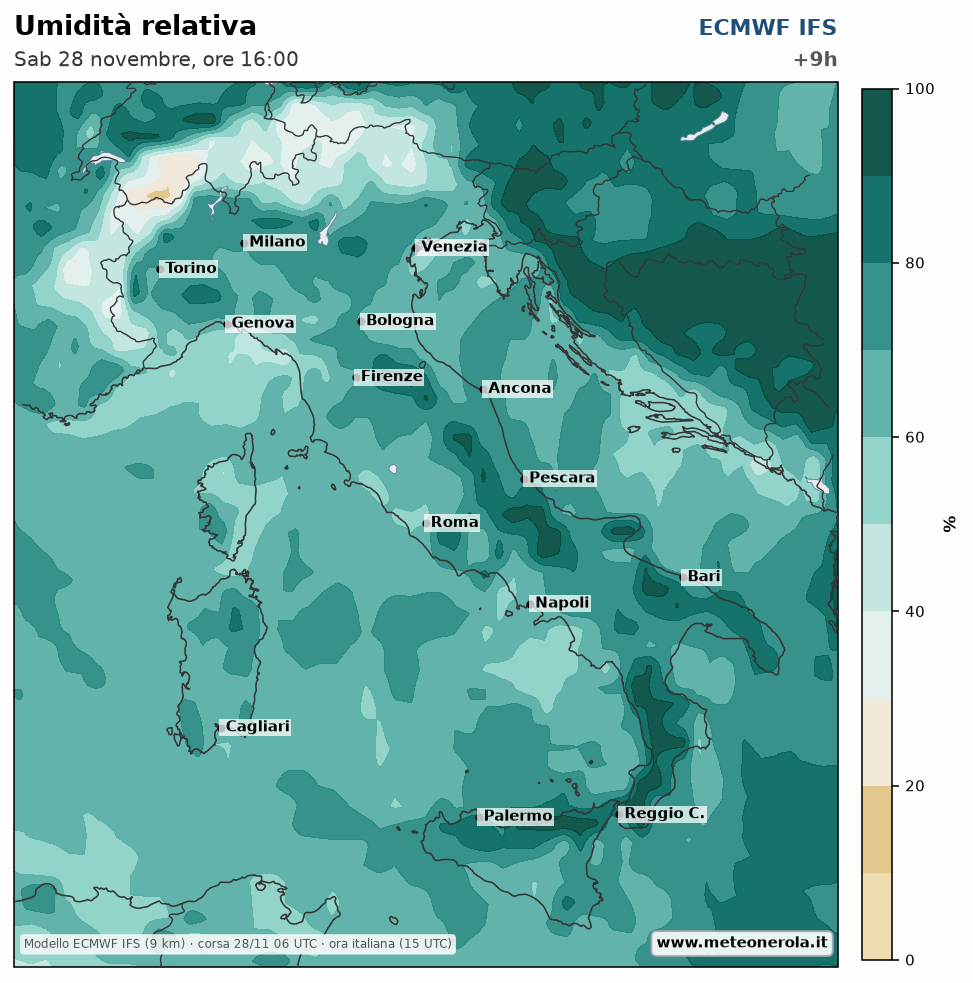 Umidità relativa
ECMWF IFS
Sab 28 novembre, ore 16:00
+9h
Milano
Venezia
Torino
Genova
Bologna
Firenze
Ancona
Pescara
Roma
Bari
Napoli
Cagliari
Palermo
Reggio C.
100
80
60
40
20
0
%
Modello ECMWF IFS (9 km) · corsa 28/11 06 UTC · ora italiana (15 UTC)
www.meteonerola.it